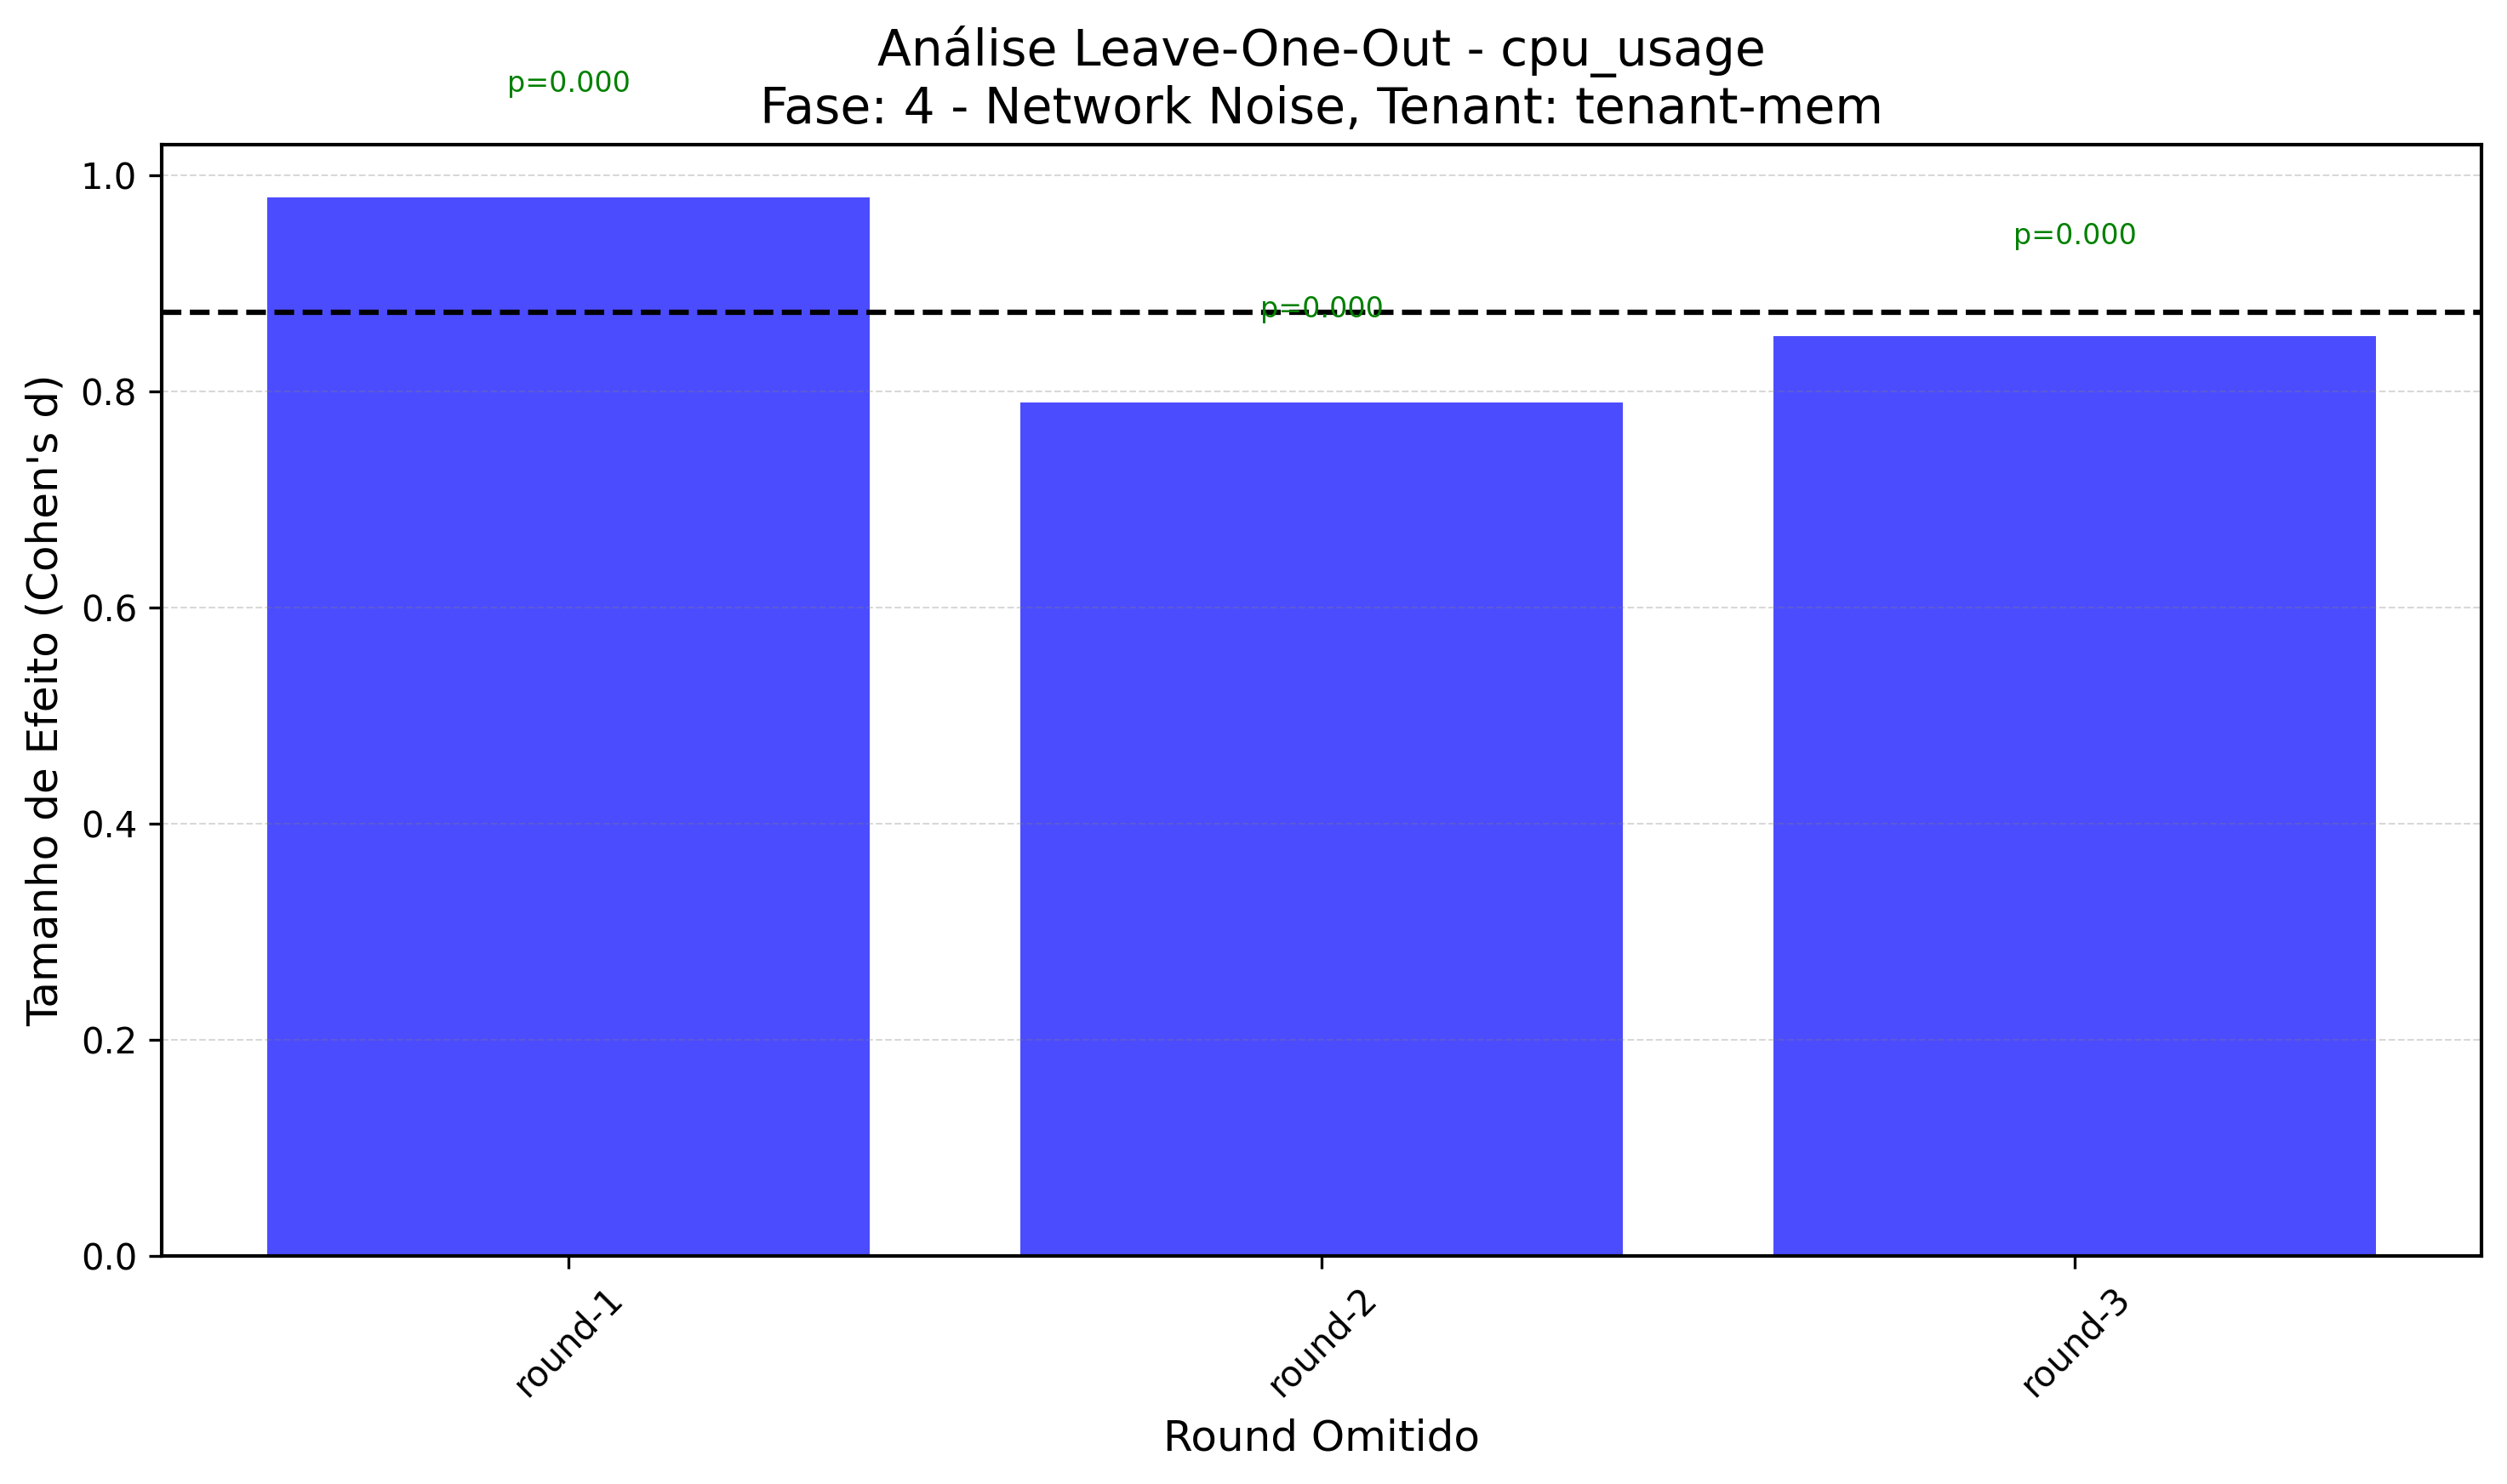 Análise Leave-One-Out - cpu_usage
Fase: 4 - Network Noise, Tenant: tenant-mem
p=0.000
p=0.000
p=0.000
Tamanho de Efeito (Cohen's d)
1.0
0.8
0.6
0.4
0.2
0.0
round-1
round-2
round-3
Round Omitido